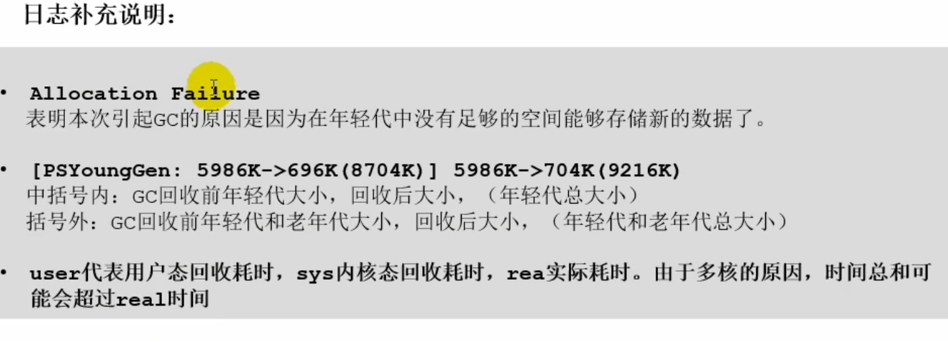 日志补充说明：
• Allocation Failure
表明本次引起GC的原因是因为在年轻代中没有足够的空间能够存储新的数据了。
• [PSYoungGen: 5986K->696K(8704K)] 5986K->704K(9216K)
中括号内：GC回收前年轻代大小，回收后大小，（年轻代总大小）
括号外：GC回收前年轻代和老年代大小，回收后大小，（年轻代和老年代总大小）
• user代表用户态回收耗时，sys内核态回收耗时，rea实际耗时。由于多核的原因，时间总和可
能会超过real时间